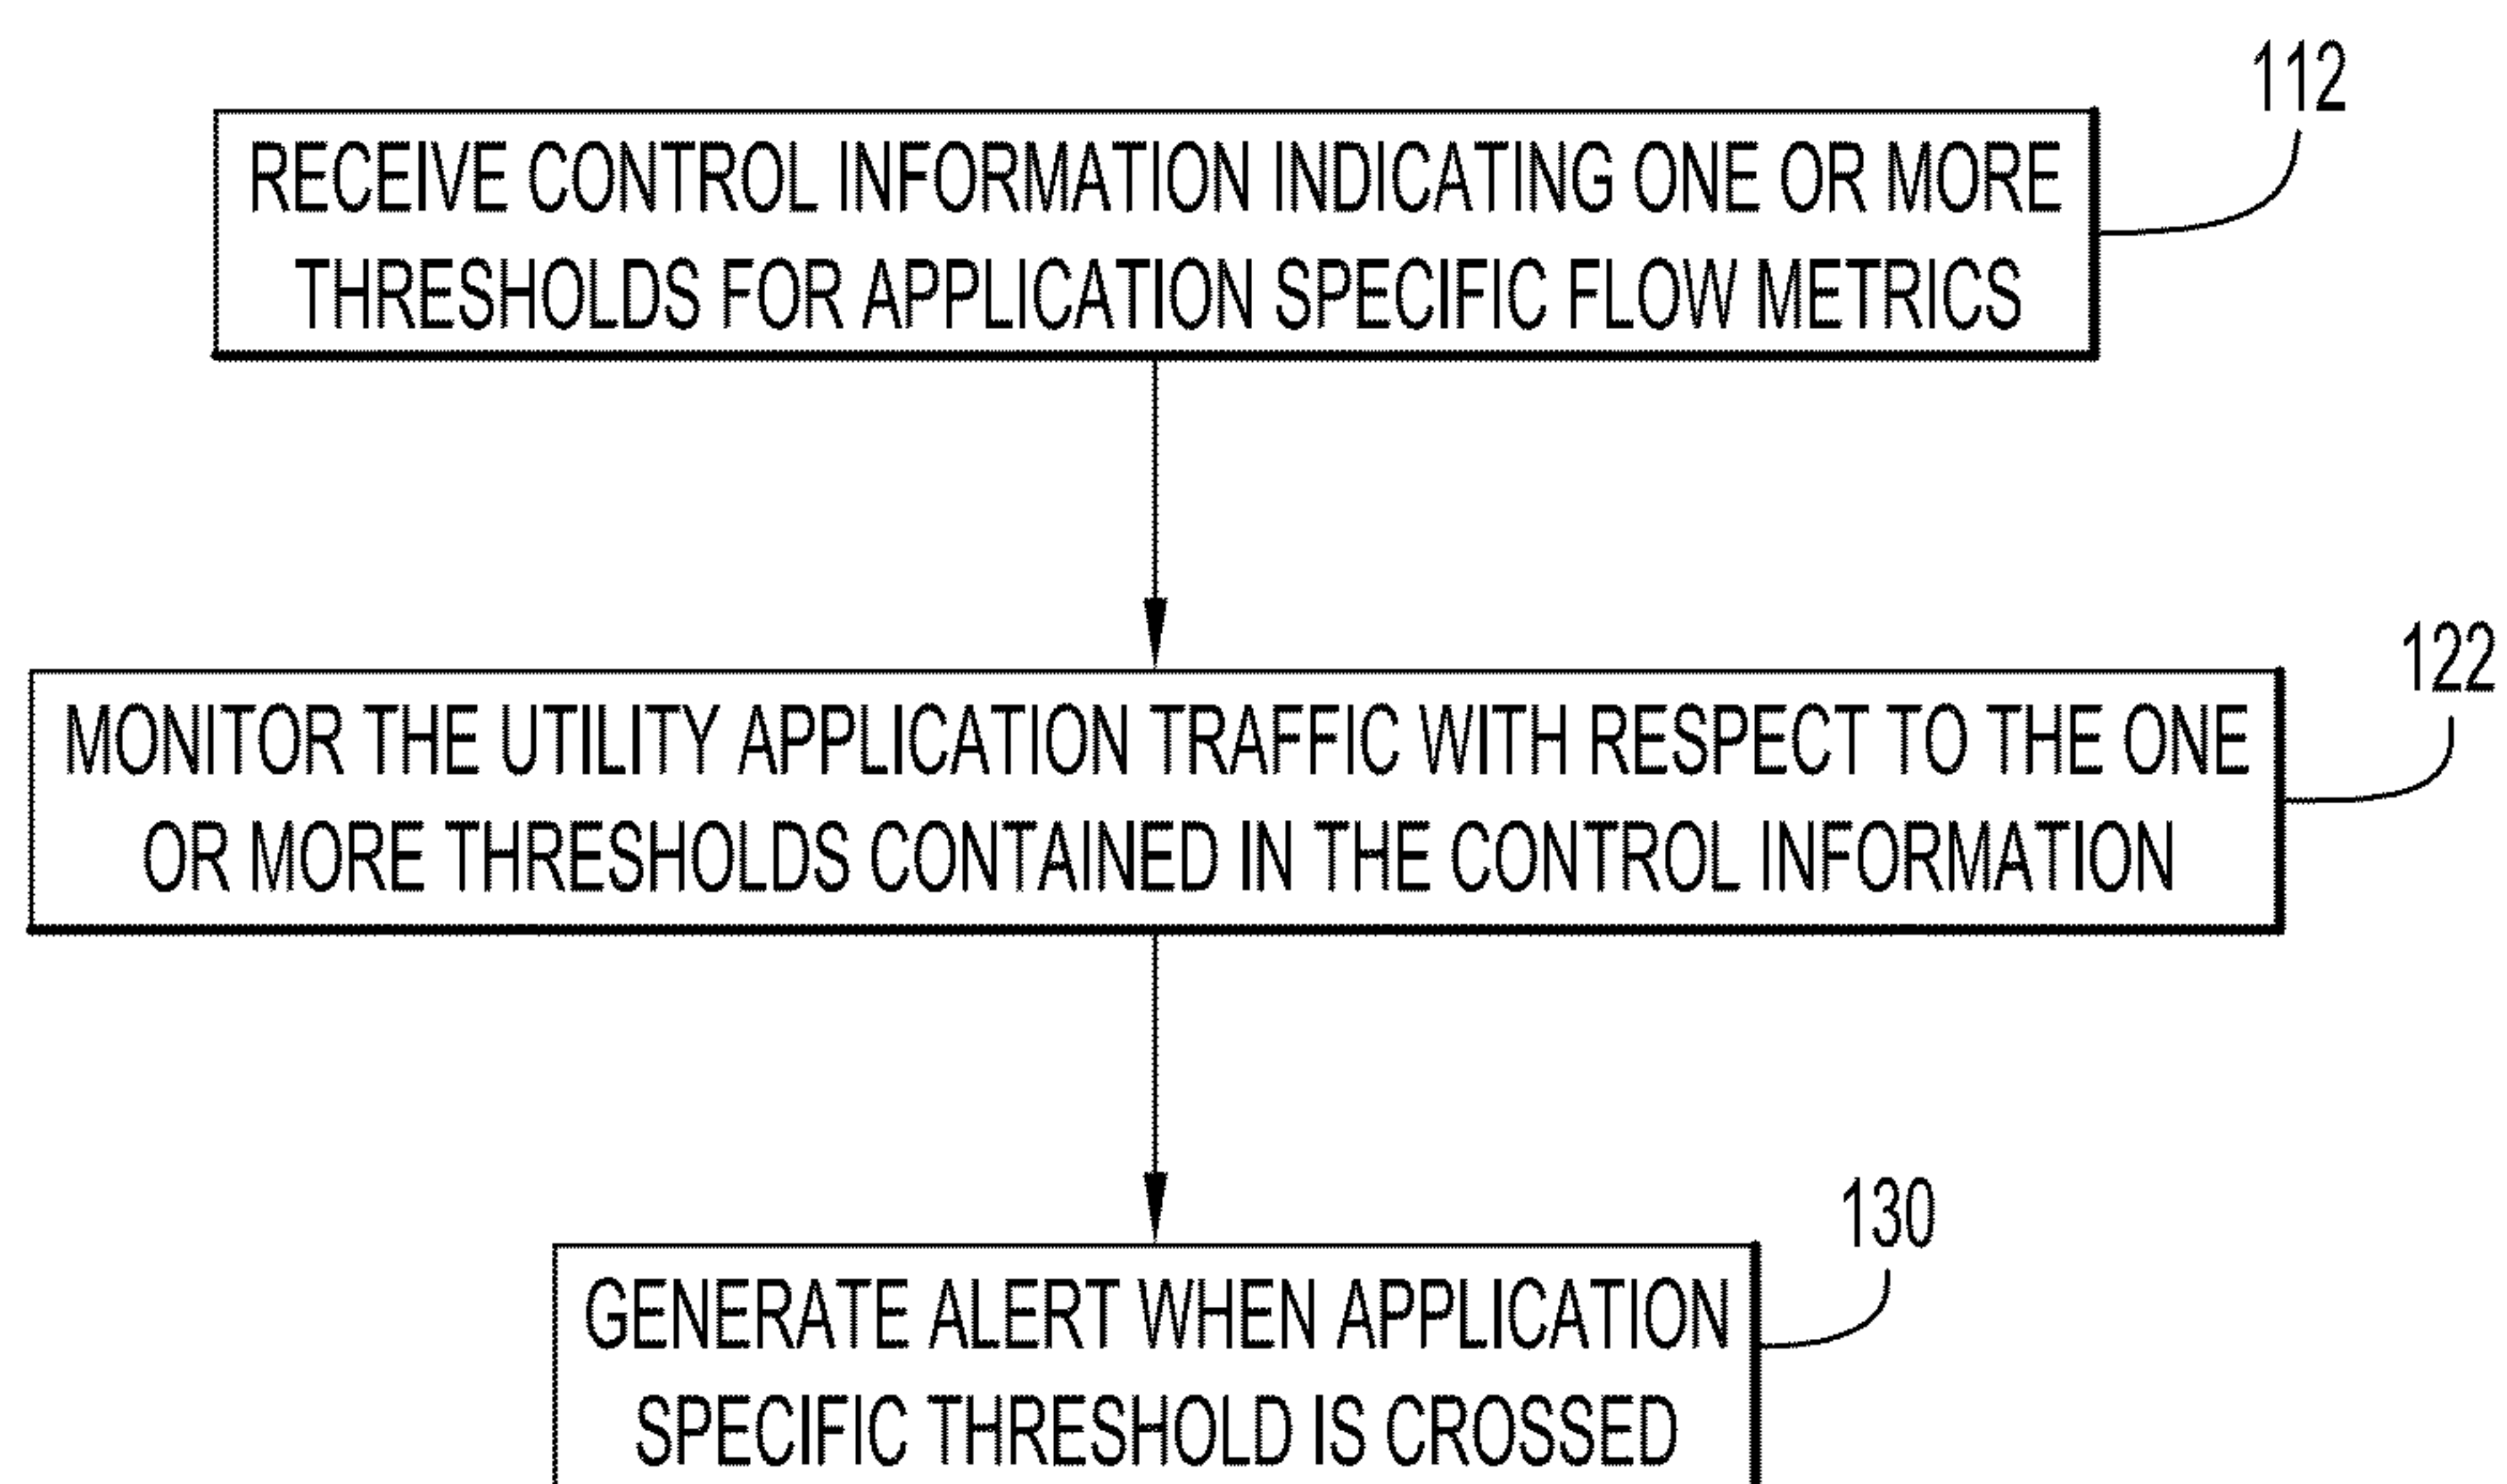 112
RECEIVE CONTROL INFORMATION INDICATING ONE OR MORE
THRESHOLDS FOR APPLICATION SPECIFIC FLOW METRICS
122
MONITOR THE UTILITY APPLICATION TRAFFIC WITH RESPECT TO THE ONE
OR MORE THRESHOLDS CONTAINED IN THE CONTROL INFORMATION
130
GENERATE ALERT WHEN APPLICATION
SPECIFIC THRESHOLD IS CROSSED